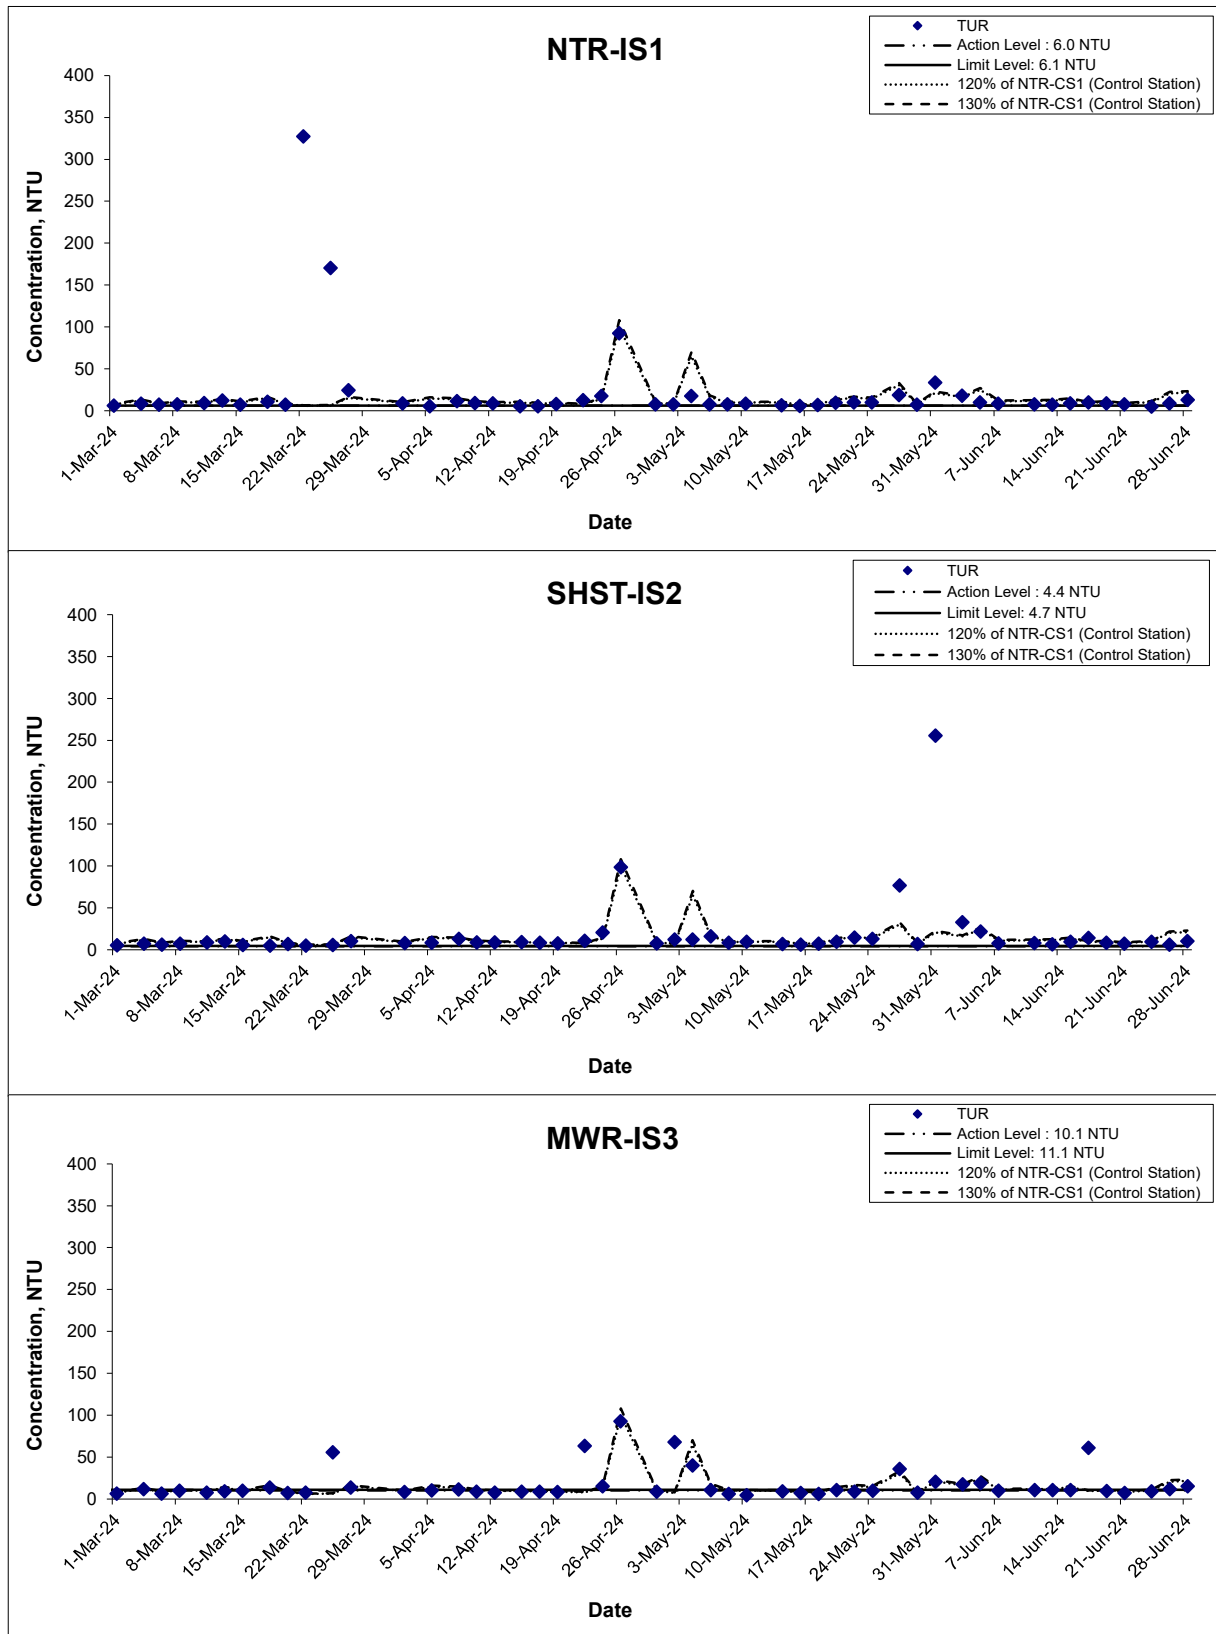 NTR-IS1
TUR
Action Level : 6.0 NTU
Limit Level: 6.1 NTU
120% of NTR-CS1 (Control Station)
130% of NTR-CS1 (Control Station)
Concentration, NTU
400
350
300
250
200
150
100
50
0
1-Mar-24
8-Mar-24
15-Mar-24
22-Mar-24
29-Mar-24
5-Apr-24
12-Apr-24
19-Apr-24
26-Apr-24
3-May-24
10-May-24
17-May-24
24-May-24
31-May-24
7-Jun-24
14-Jun-24
21-Jun-24
28-Jun-24
Date
SHST-IS2
TUR
Action Level : 4.4 NTU
Limit Level: 4.7 NTU
120% of NTR-CS1 (Control Station)
130% of NTR-CS1 (Control Station)
Concentration, NTU
400
350
300
250
200
150
100
50
0
1-Mar-24
8-Mar-24
15-Mar-24
22-Mar-24
29-Mar-24
5-Apr-24
12-Apr-24
19-Apr-24
26-Apr-24
3-May-24
10-May-24
17-May-24
24-May-24
31-May-24
7-Jun-24
14-Jun-24
21-Jun-24
28-Jun-24
Date
MWR-IS3
TUR
Action Level : 10.1 NTU
Limit Level: 11.1 NTU
120% of NTR-CS1 (Control Station)
130% of NTR-CS1 (Control Station)
Concentration, NTU
400
350
300
250
200
150
100
50
0
1-Mar-24
8-Mar-24
15-Mar-24
22-Mar-24
29-Mar-24
5-Apr-24
12-Apr-24
19-Apr-24
26-Apr-24
3-May-24
10-May-24
17-May-24
24-May-24
31-May-24
7-Jun-24
14-Jun-24
21-Jun-24
28-Jun-24
Date